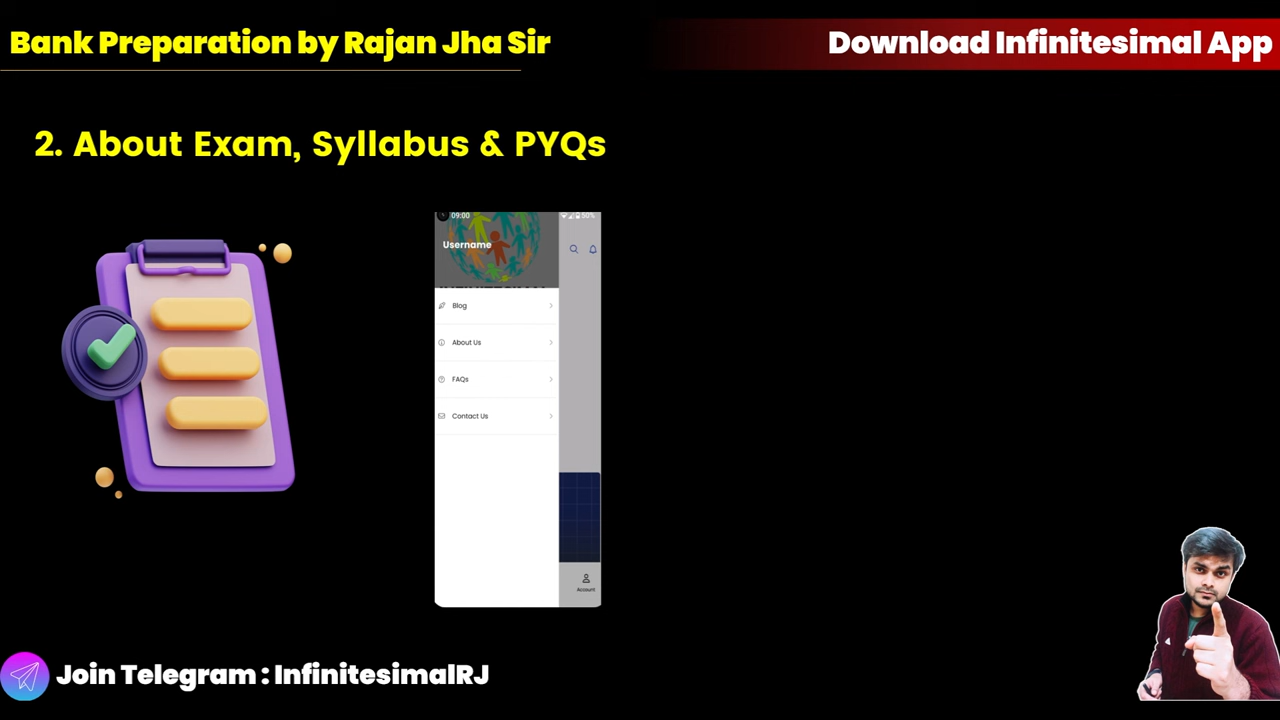 Bank Preparation by Rajan Jha Sir
Download Infinitesimal App
2. About Exam, Syllabus & PYQs
09:00
50%
Username
Blog
About Us
FAQs
Contact Us
Account
Join Telegram : InfinitesimalRJ